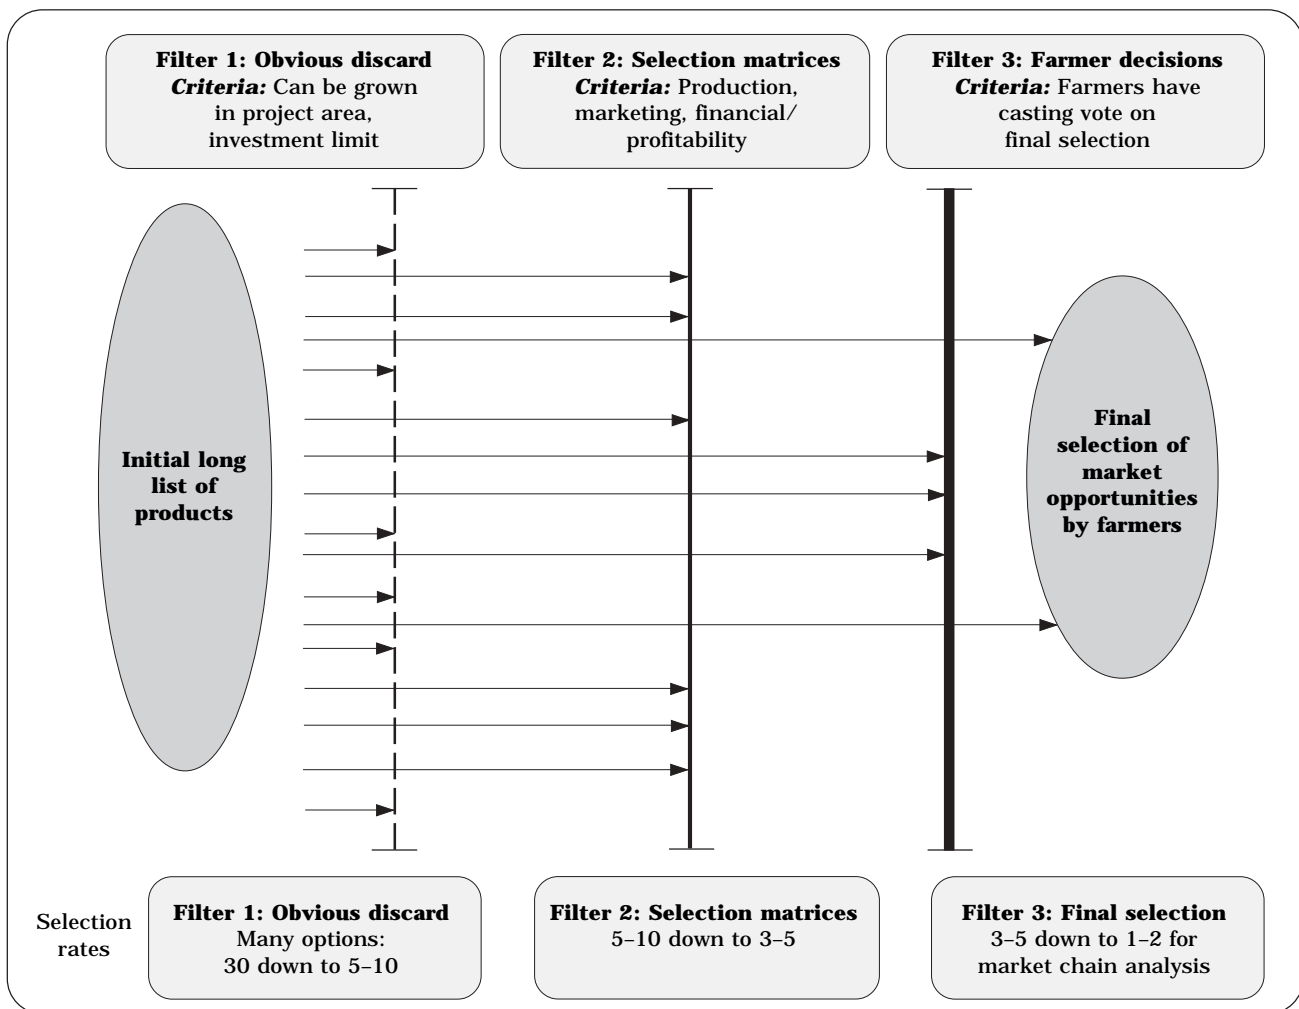 Filter 1: Obvious discard
Criteria: Can be grown
in project area,
investment limit
Filter 2: Selection matrices
Criteria: Production,
marketing, financial/
profitability
Filter 3: Farmer decisions
Criteria: Farmers have
casting vote on
final selection
Initial long
list of
products
Final
selection of
market
opportunities
by farmers
Selection
rates
Filter 1: Obvious discard
Many options:
30 down to 5–10
Filter 2: Selection matrices
5–10 down to 3–5
Filter 3: Final selection
3–5 down to 1–2 for
market chain analysis